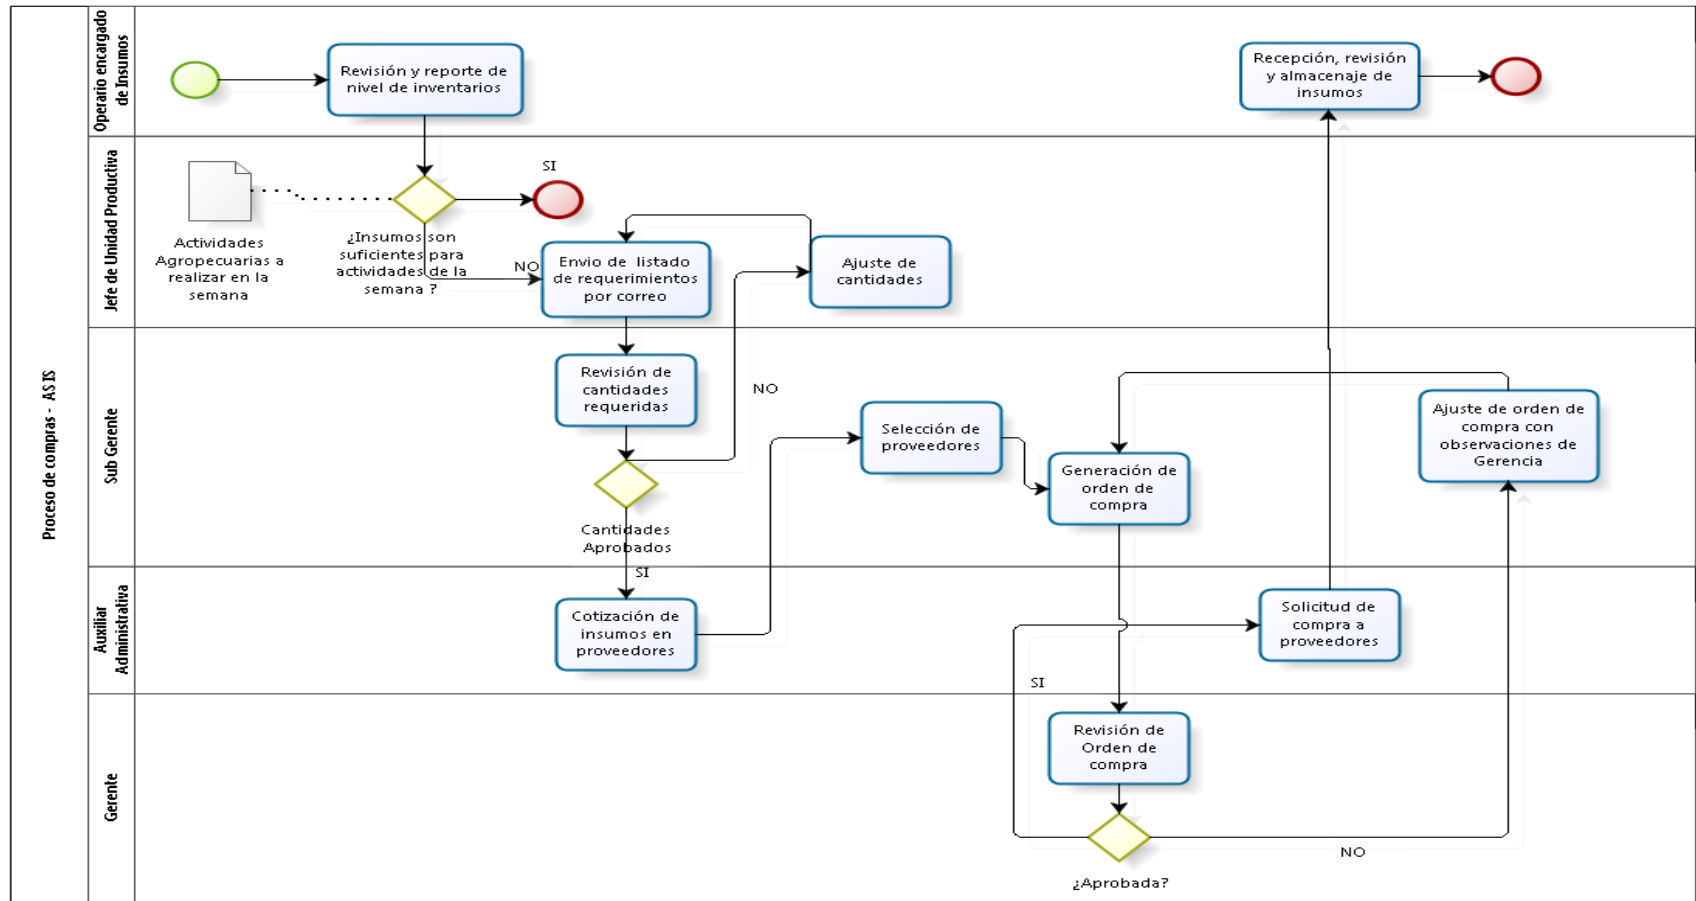 Proceso de compras - AS IS
Operario encargado
de Insumos
Revisión y reporte de
nivel de inventarios
Recepción, revisión
y almacenaje de
insumos
Jefe de Unidad Productiva
Actividades
Agropecuarias a
realizar en la
semana
¿Insumos son
suficientes para
actividades de la
semana ?
SI
NO
Envio de listado
de requerimientos
por correo
Ajuste de
cantidades
Sub Gerente
Revisión de
cantidades
requeridas
NO
Cantidades
Aprobados
SI
Selección de
proveedores
Generación de
orden de
compra
Ajuste de orden de
compra con
observaciones de
Gerencia
Auxiliar
Administrativa
Cotización de
insumos en
proveedores
Solicitud de
compra a
proveedores
SI
Gerente
Revisión de
Orden de
compra
NO
¿Aprobada?